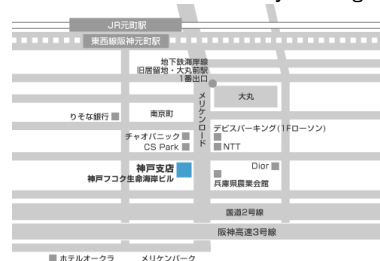 JR元町駅
東西線阪神元町駅
地下鉄海岸線
旧居留地・大丸前駅
1番出口
大丸
メリケンロード
南京町
りそな銀行
デビスパーキング(1Fローソン)
チャオパニック
CS Park
NTT
神戸支店
神戸フコク生命海岸ビル
Dior
兵庫県農業会館
国道2号線
阪神高速3号線
ホテルオークラ
メリケンパーク